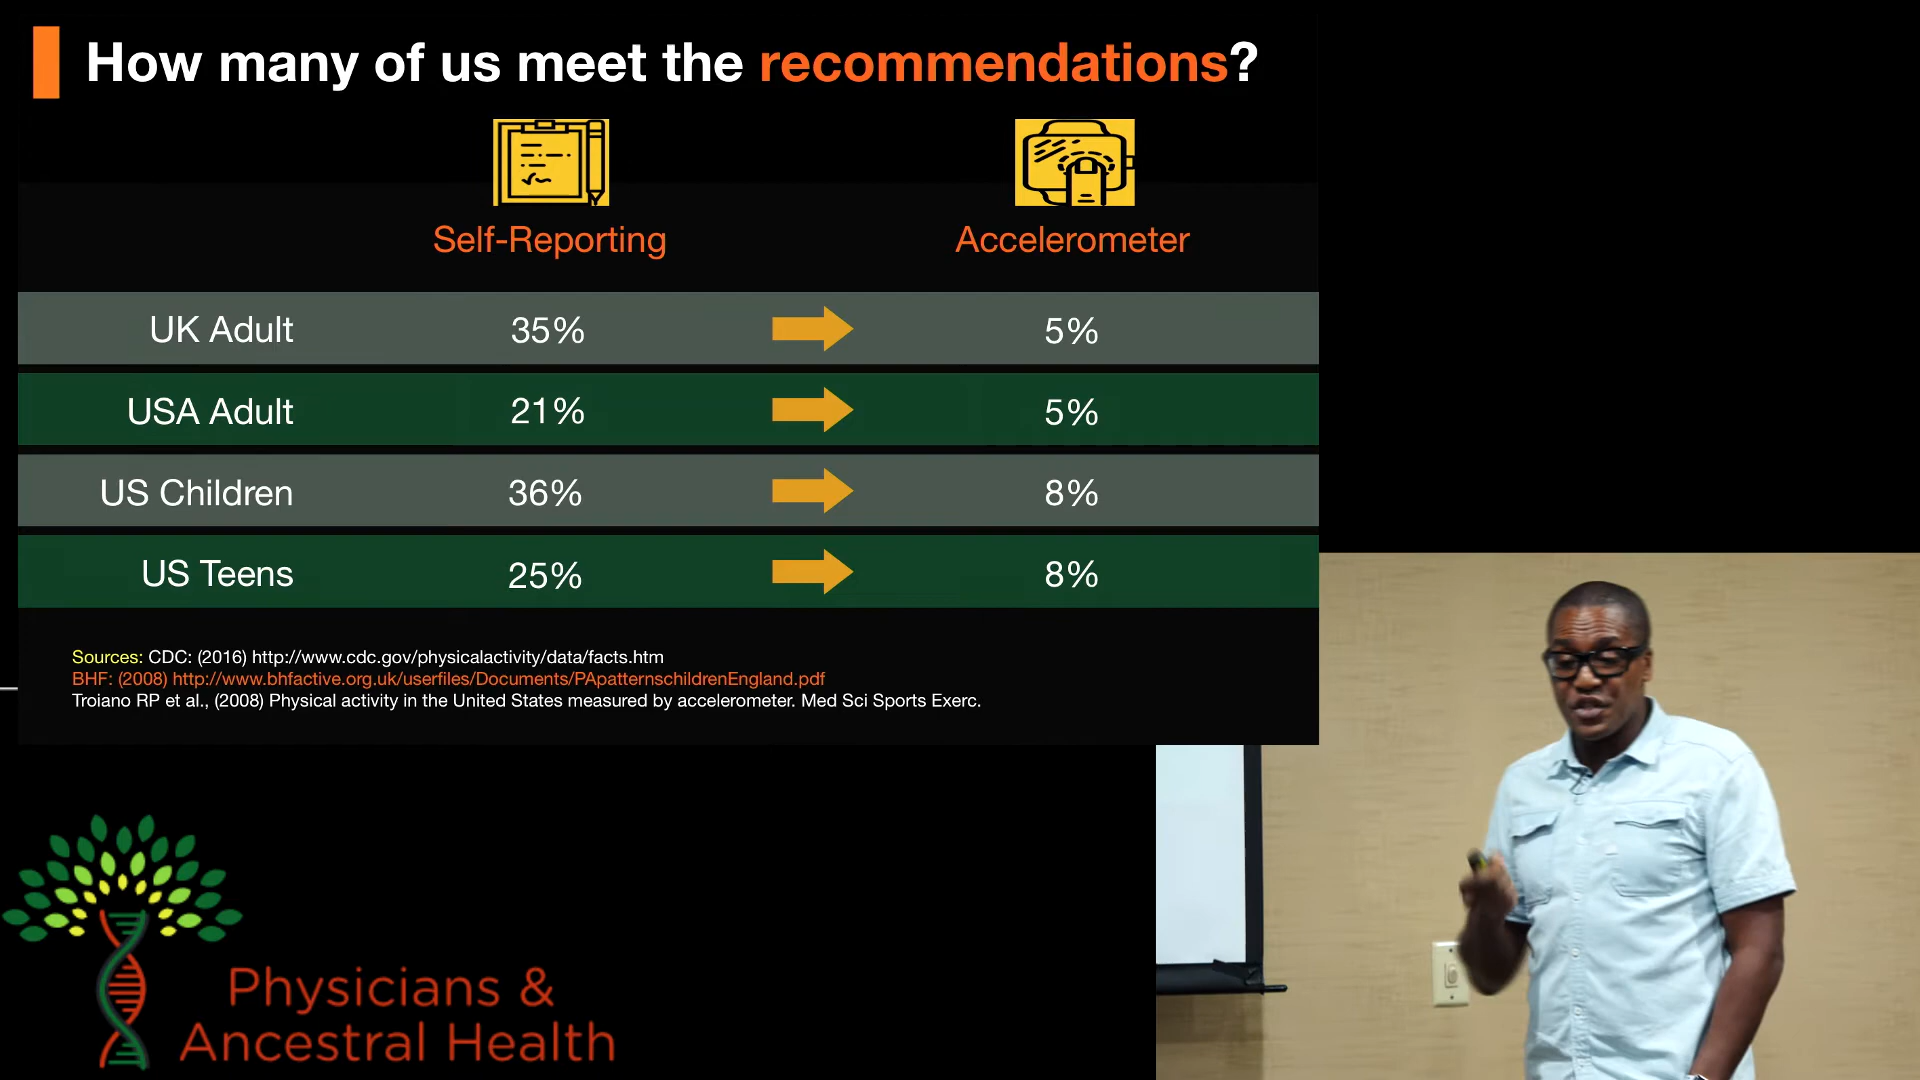 How many of us meet the recommendations?
Self-Reporting Accelerometer
UK Adult 35% 5%
USA Adult 21% 5%
US Children 36% 8%
US Teens 25% 8%
Sources: CDC: (2016) http://www.cdc.gov/physicalactivity/data/facts.htm
BHF: (2008) http://www.bhfactive.org.uk/userfiles/Documents/PApatternschildrenEngland.pdf
Troiano RP et al., (2008) Physical activity in the United States measured by accelerometer. Med Sci Sports Exerc.
Physicians &
Ancestral Health